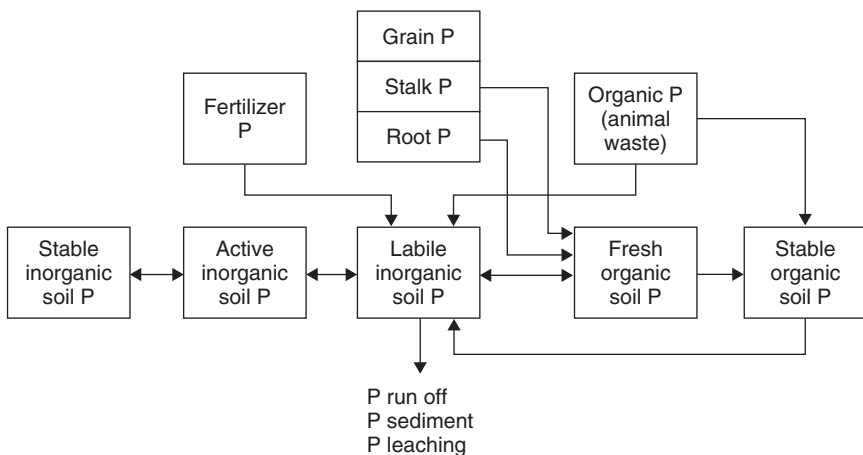 Grain P
Stalk P
Root P
Fertilizer
P
Organic P
(animal
waste)
Stable
inorganic
soil P
Active
inorganic
soil P
Labile
inorganic
soil P
Fresh
organic
soil P
Stable
organic
soil P
P run off
P sediment
P leaching